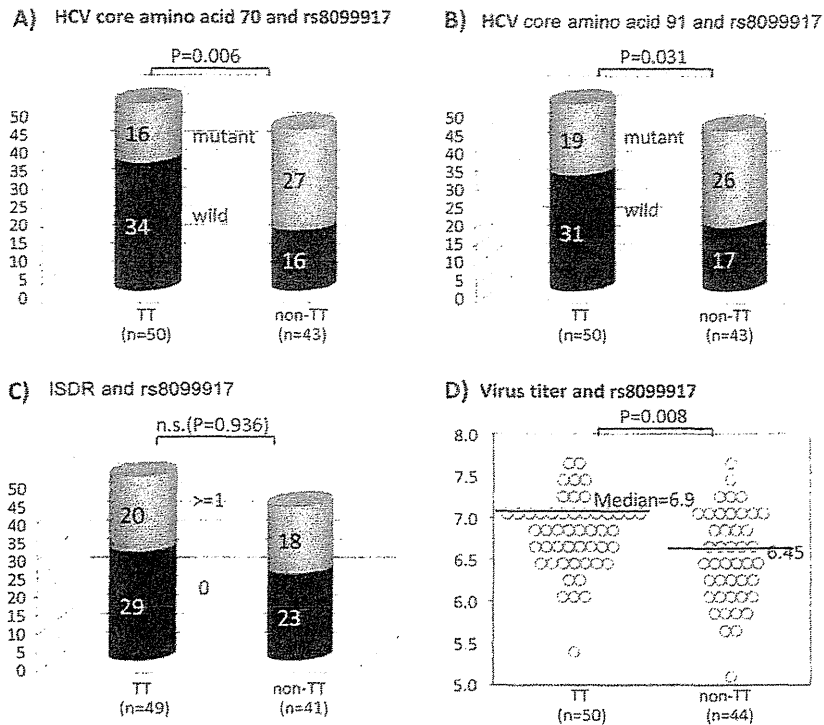 A) HCV core amino acid 70 and rs8099917
P=0.006
50
45
40
35
30
25
20
15
10
5
0
16
mutant
34
wild
27
16
TT
(n=50)
non-TT
(n=43)
B) HCV core amino acid 91 and rs8099917
P=0.031
50
45
40
35
30
25
20
15
10
5
0
19
mutant
31
wild
26
17
TT
(n=50)
non-TT
(n=43)
C) ISDR and rs8099917
n.s.(P=0.936)
50
45
40
35
30
25
20
15
10
5
0
20
>=1
29
0
18
23
TT
(n=49)
non-TT
(n=41)
D) Virus titer and rs8099917
P=0.008
8.0
7.5
7.0
6.5
6.0
5.5
5.0
Median=6.9
6.45
TT
(n=50)
non-TT
(n=44)